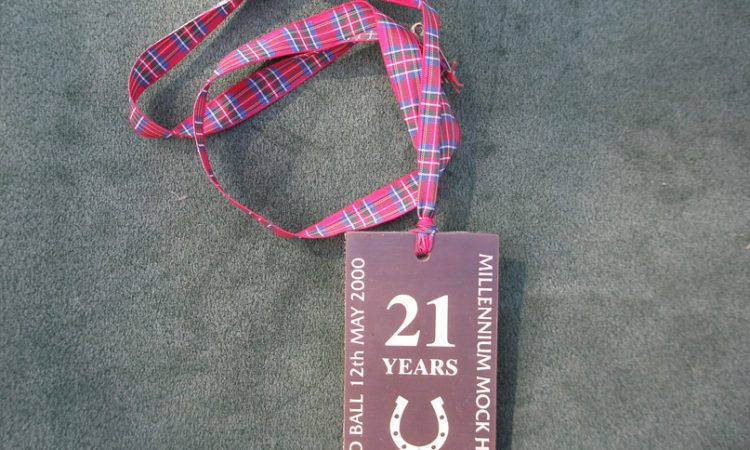 21
YEARS
BALL 12th MAY 2000
MILLENNIUM MOCK